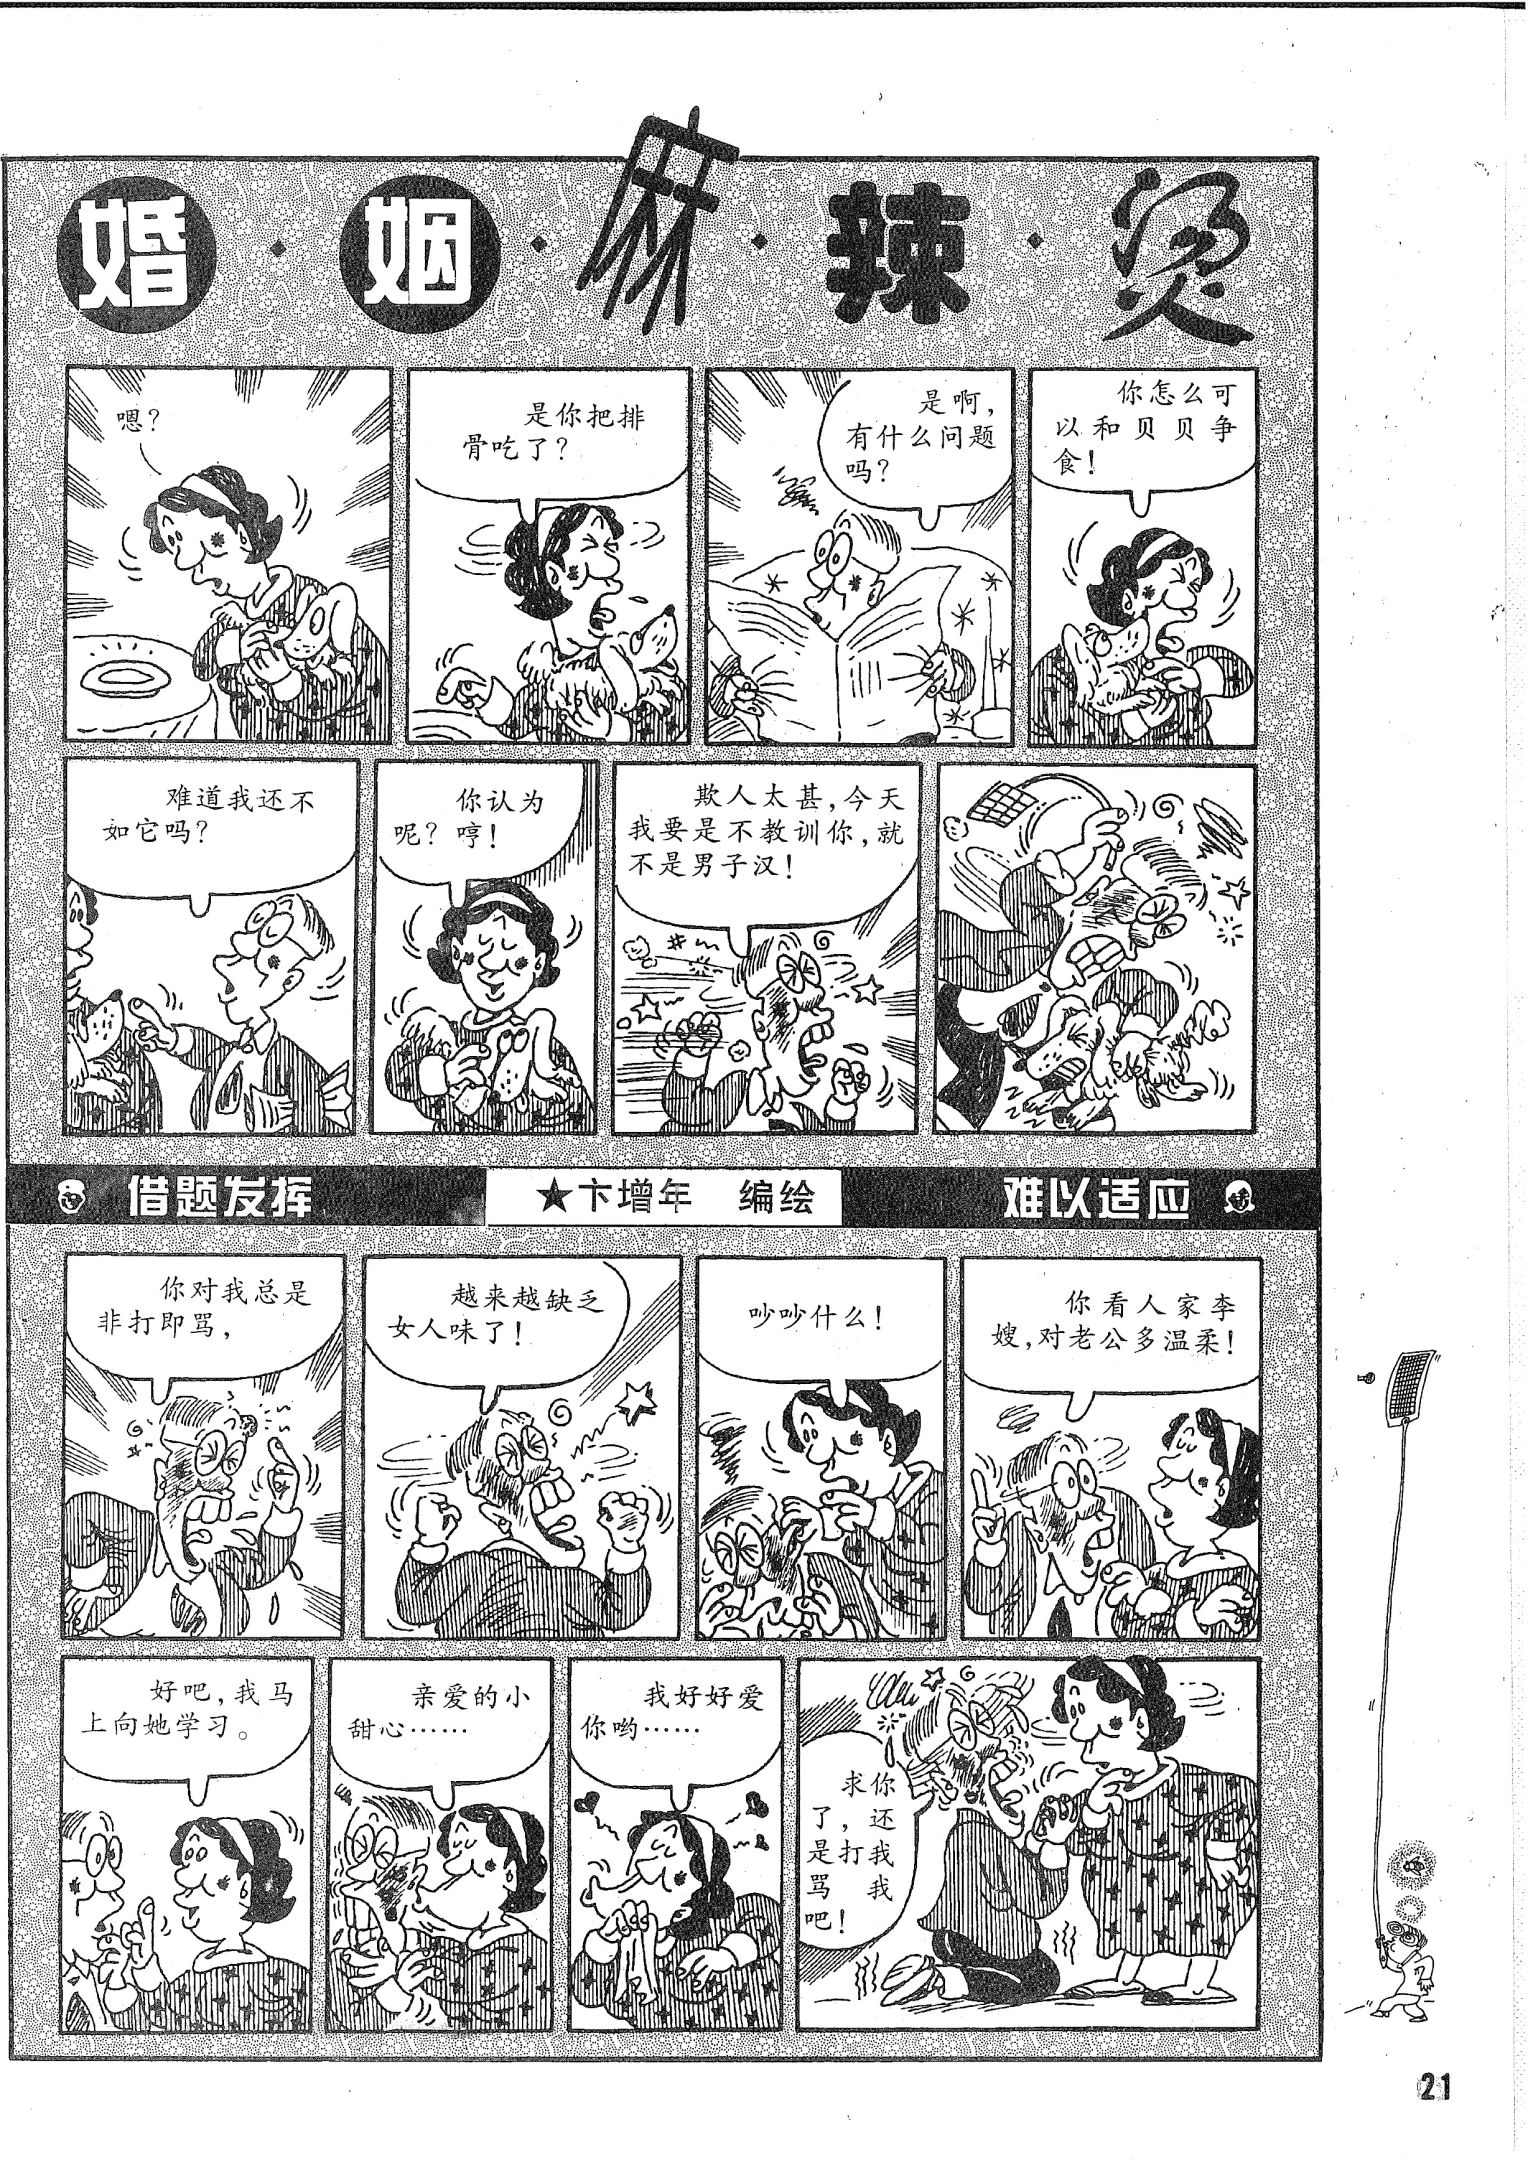 婚·姻·麻·辣·烫
嗯？
是你把排
骨吃了？
是啊，
有什么问题
吗？
你怎么可
以和贝贝争
食！
难道我还不
如它吗？
你认为
呢？哼！
欺人太甚，今天
我要是不教训你，就
不是男子汉！
借题发挥
★卞增年 编绘
难以适应
你对我总是
非打即骂，
越来越缺乏
女人味了！
吵吵什么！
你看人家李
嫂，对老公多温柔！
好吧，我马
上向她学习。
亲爱的小
甜心……
我好好爱
你哟……
求你
了，还
是打我
骂我
吧！
21